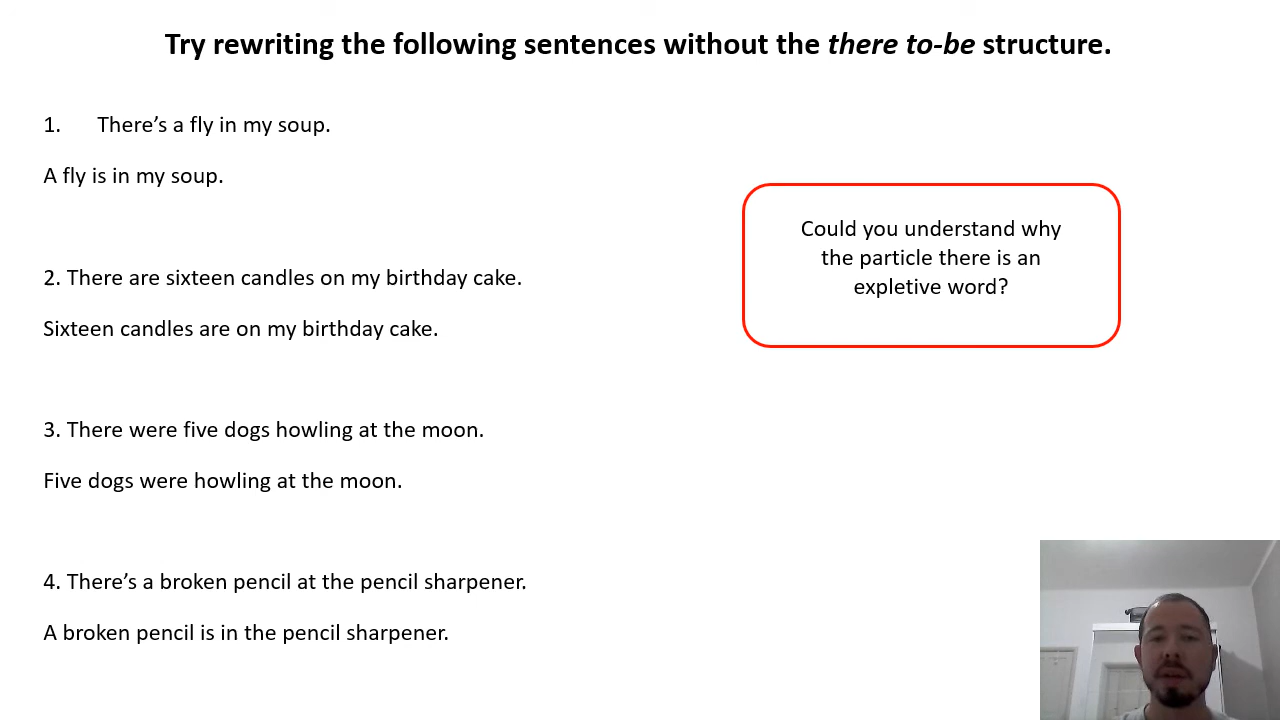 Try rewriting the following sentences without the there to-be structure.
1. There’s a fly in my soup.
A fly is in my soup.
2. There are sixteen candles on my birthday cake.
Sixteen candles are on my birthday cake.
3. There were five dogs howling at the moon.
Five dogs were howling at the moon.
4. There’s a broken pencil at the pencil sharpener.
A broken pencil is in the pencil sharpener.
Could you understand why
the particle there is an
expletive word?